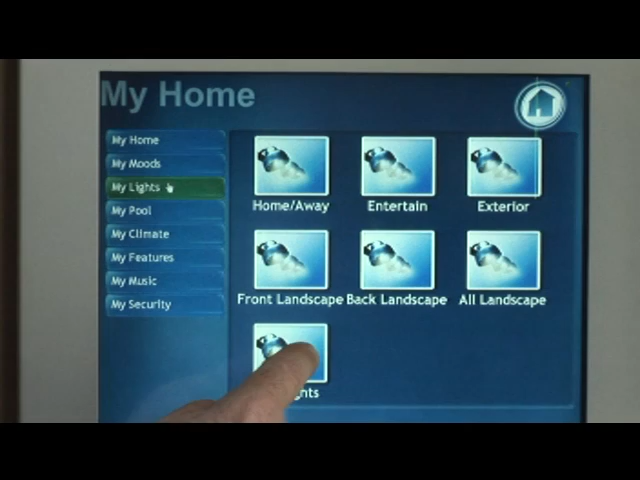 My Home
My Home
My Moods
My Lights
My Pool
My Climate
My Features
My Music
My Security
Home/Away
Entertain
Exterior
Front Landscape
Back Landscape
All Landscape